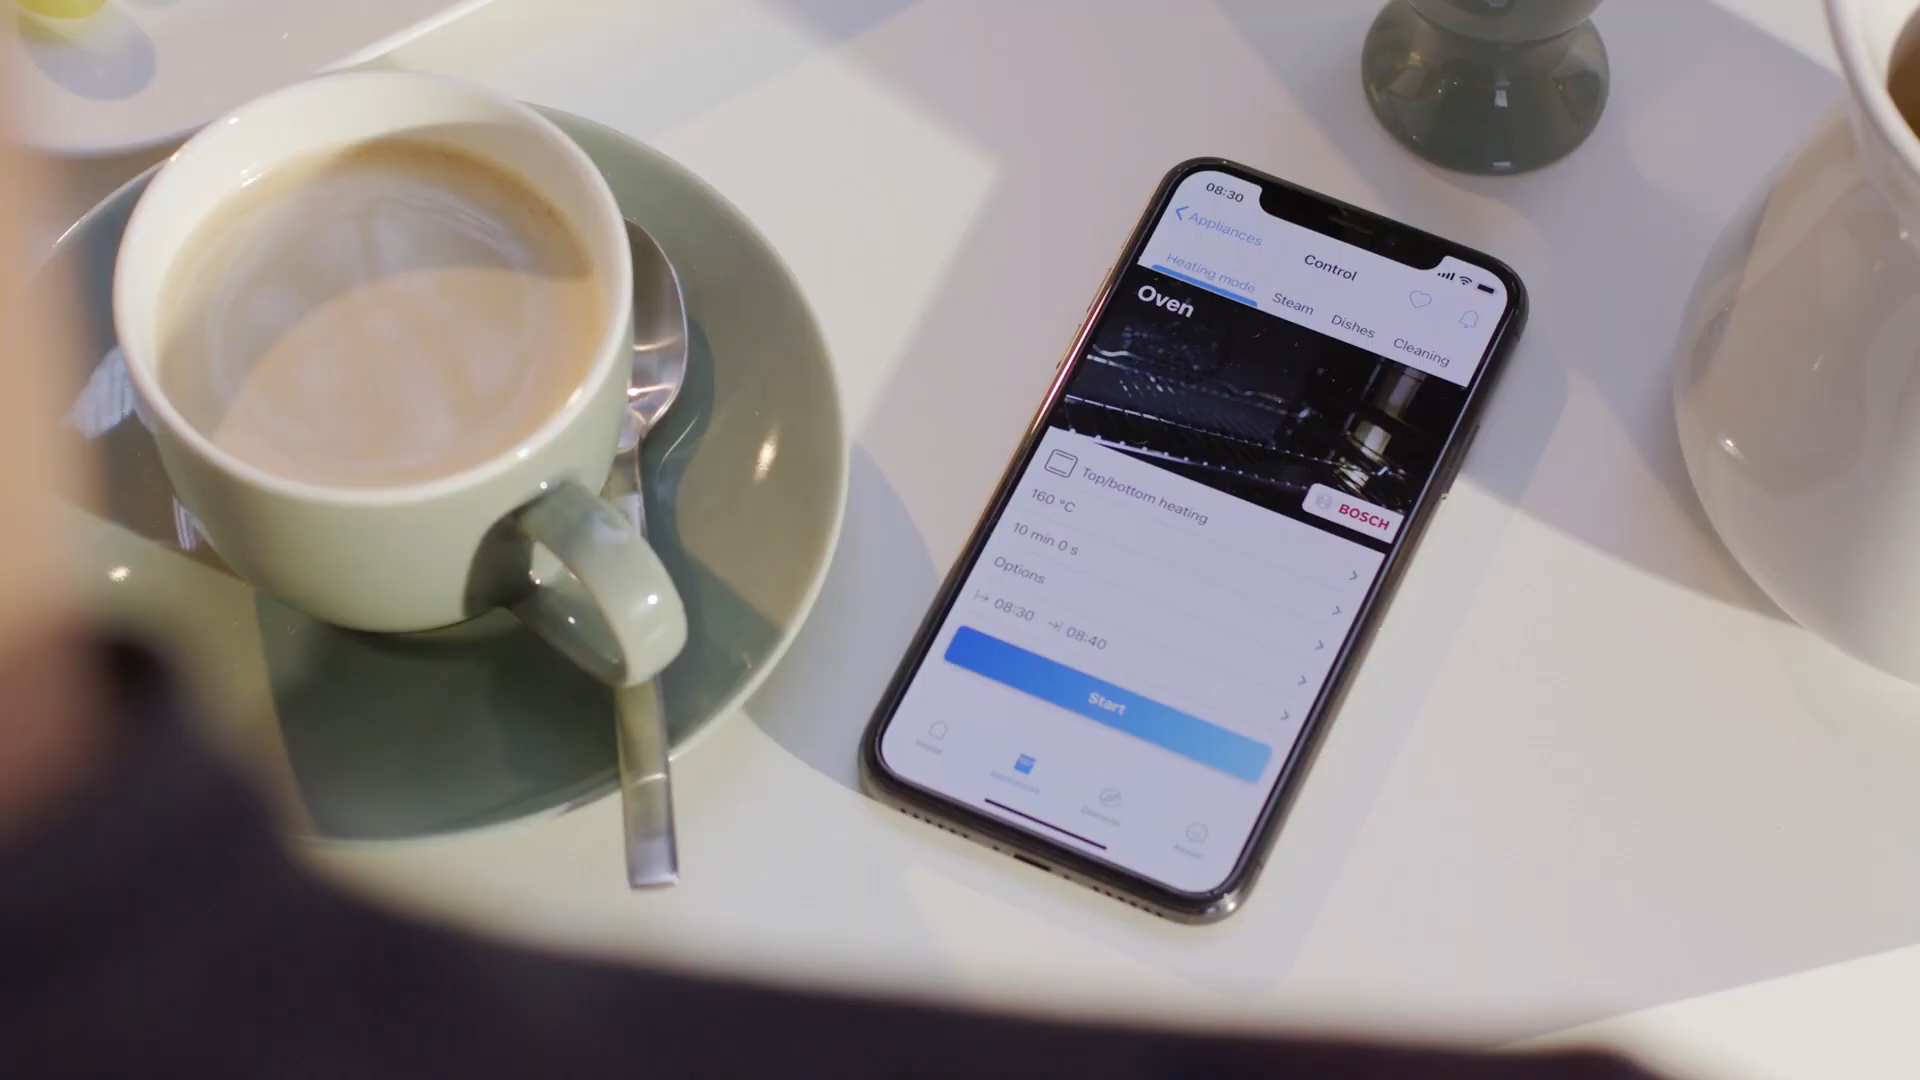 08:30
Appliances
Control
Heating mode Steam Dishes Cleaning
Oven
BOSCH
Top/bottom heating
160 °C
10 min 0 s
Options
08:30 08:40
Start
Appliances